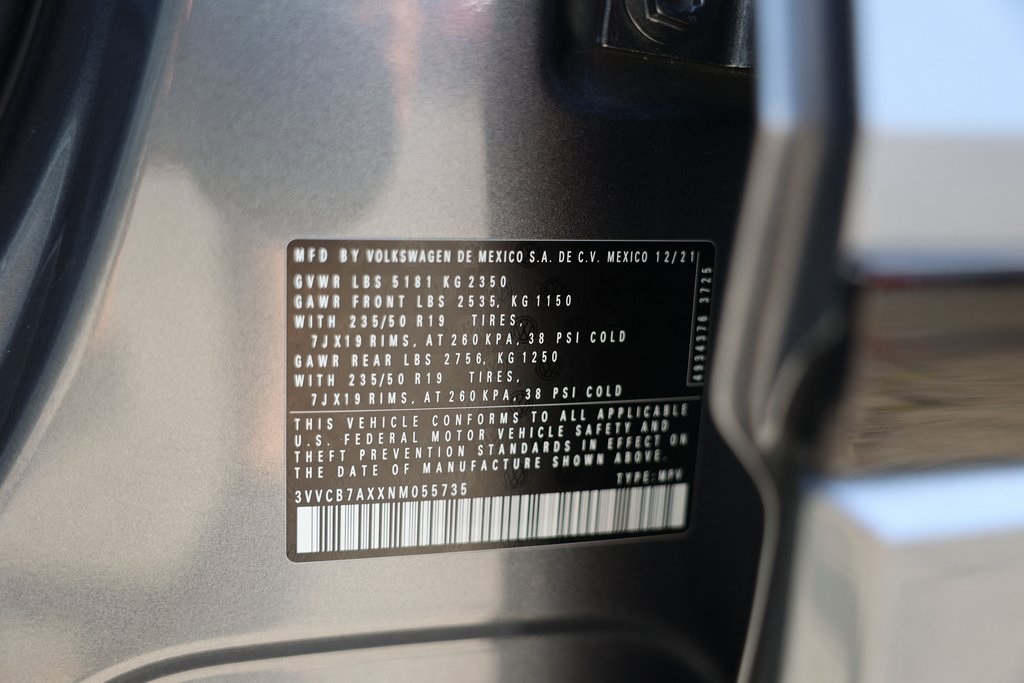 MFD BY VOLKSWAGEN DE MEXICO S.A. DE C.V. MEXICO 12/21
GVWR LBS 5181 KG 2350
GAWR FRONT LBS 2535, KG 1150
WITH 235/50 R19 TIRES,
7JX19 RIMS, AT 260 KPA, 38 PSI COLD
GAWR REAR LBS 2756, KG 1250
WITH 235/50 R19 TIRES,
7JX19 RIMS, AT 260 KPA, 38 PSI COLD
4934376 3725
THIS VEHICLE CONFORMS TO ALL APPLICABLE
U.S. FEDERAL MOTOR VEHICLE SAFETY AND
THEFT PREVENTION STANDARDS IN EFFECT ON
THE DATE OF MANUFACTURE SHOWN ABOVE.
TYPE: MPV
3VVCB7AXXNM055735